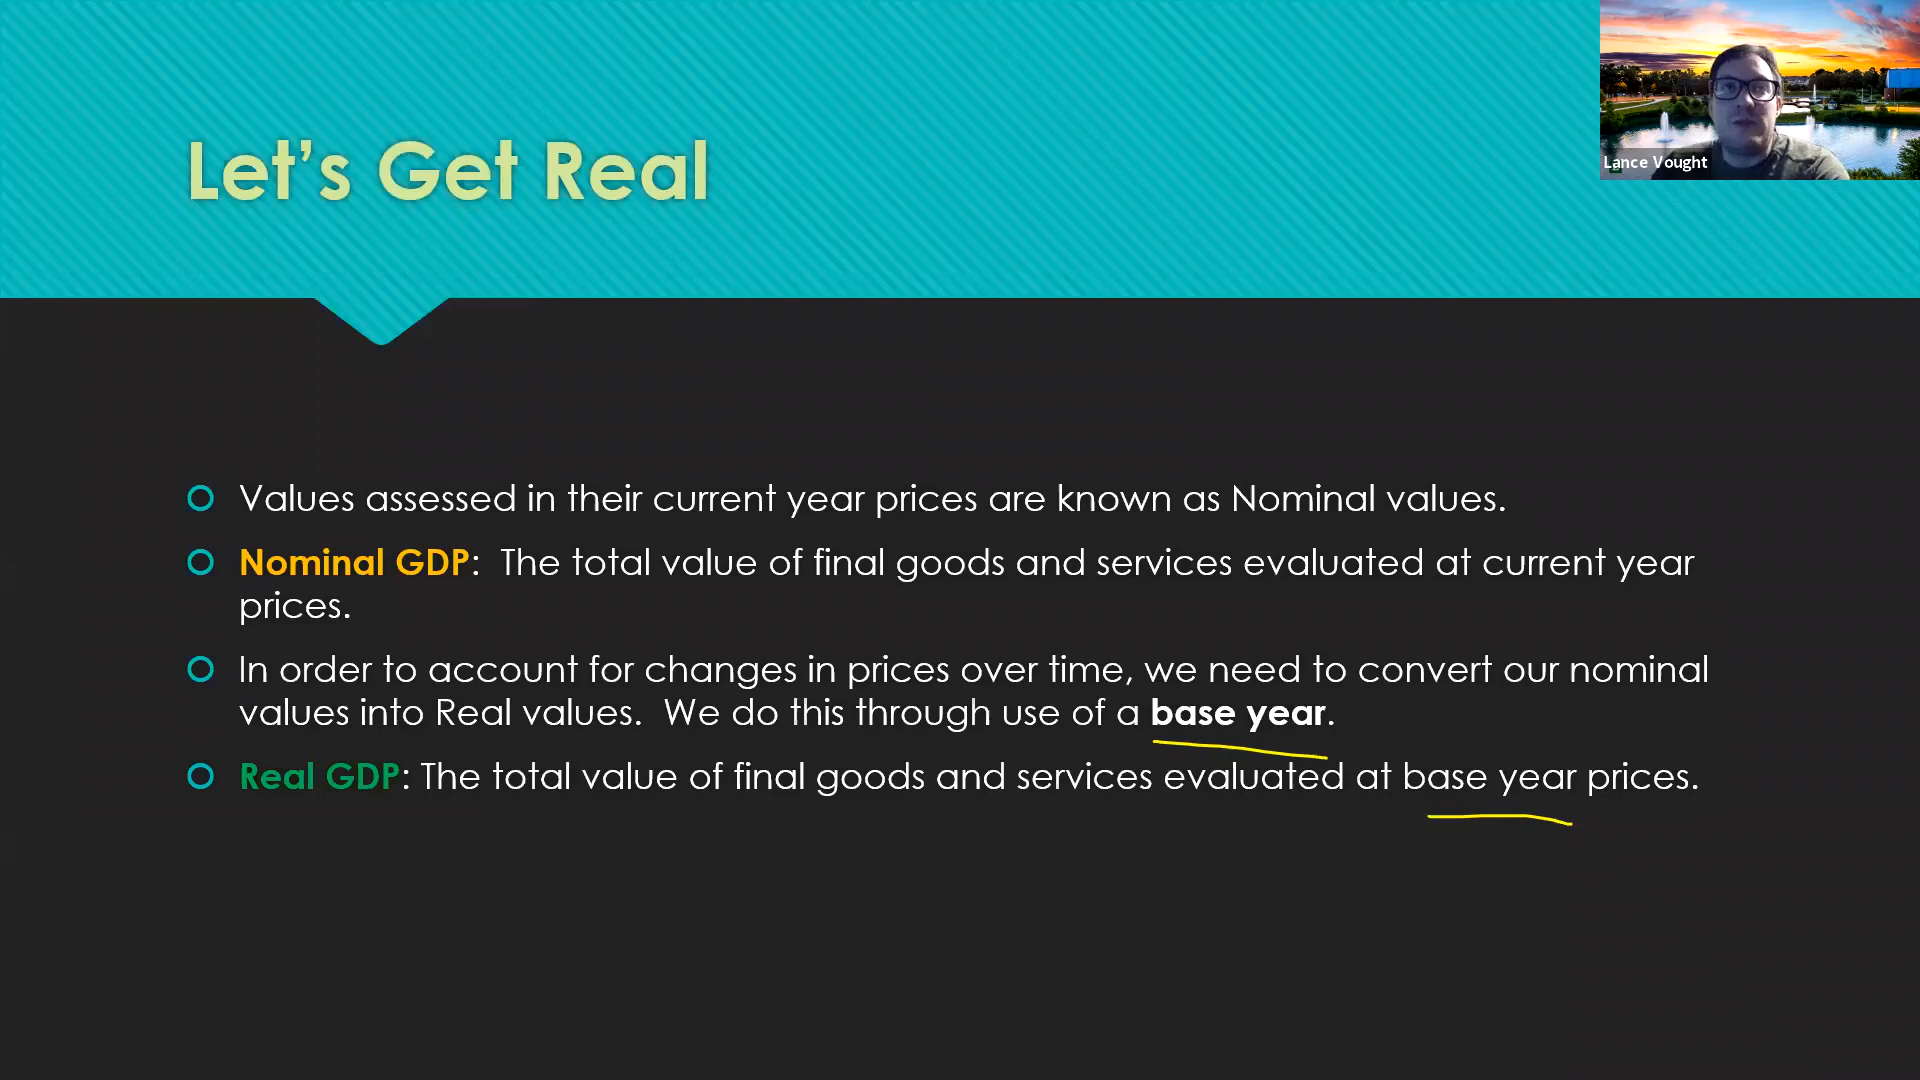 Let's Get Real
Lance Vought
Values assessed in their current year prices are known as Nominal values.
Nominal GDP: The total value of final goods and services evaluated at current year
prices.
In order to account for changes in prices over time, we need to convert our nominal
values into Real values. We do this through use of a base year.
Real GDP: The total value of final goods and services evaluated at base year prices.